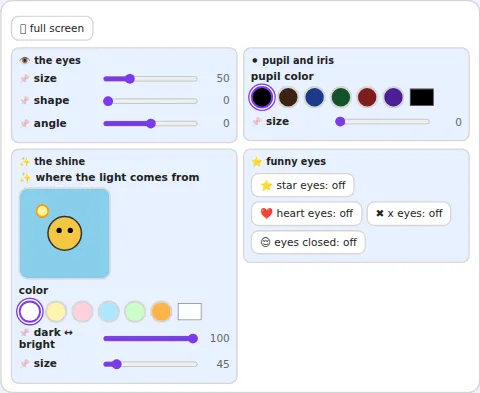 full screen
the eyes
size 50
shape 0
angle 0
pupil and iris
pupil color
size 0
the shine
where the light comes from
color
dark ↔ bright 100
size 45
funny eyes
star eyes: off
heart eyes: off
x eyes: off
eyes closed: off